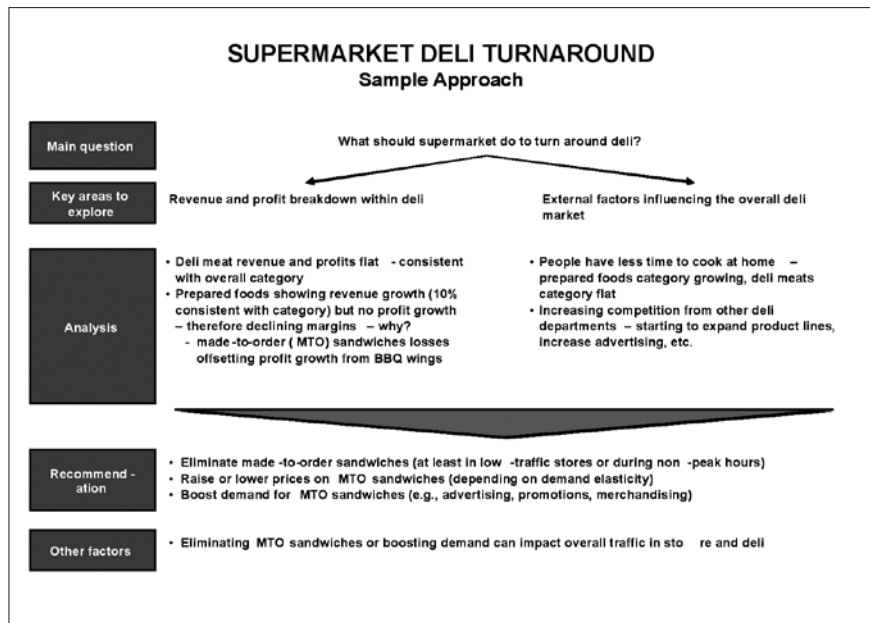 SUPERMARKET DELI TURNAROUND
Sample Approach
Main question
What should supermarket do to turn around deli?
Key areas to
explore
Revenue and profit breakdown within deli
External factors influencing the overall deli
market
Analysis
• Deli meat revenue and profits flat - consistent
with overall category
• Prepared foods showing revenue growth (10%
consistent with category) but no profit growth
– therefore declining margins – why?
- made -to-order ( MTO) sandwiches losses
offsetting profit growth from BBQ wings
• People have less time to cook at home –
prepared foods category growing, deli meats
category flat
• Increasing competition from other deli
departments – starting to expand product lines,
increase advertising, etc.
Recommend -
ation
• Eliminate made -to-order sandwiches (at least in low -traffic stores or during non -peak hours)
• Raise or lower prices on MTO sandwiches (depending on demand elasticity)
• Boost demand for MTO sandwiches (e.g., advertising, promotions, merchandising)
Other factors
• Eliminating MTO sandwiches or boosting demand can impact overall traffic in sto re and deli